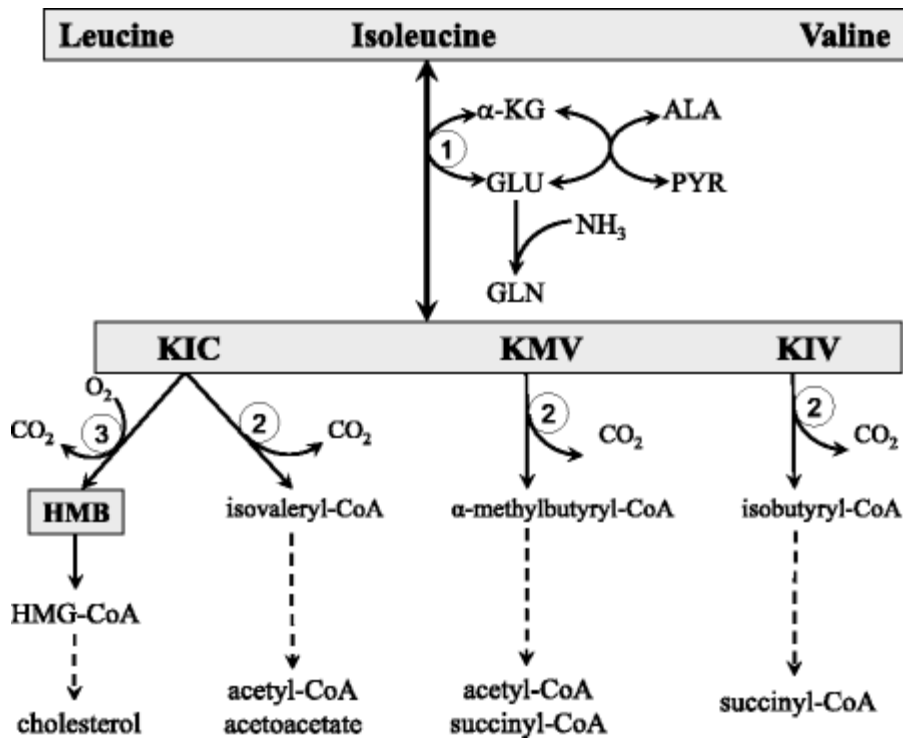 Leucine Isoleucine Valine
α-KG ALA
1
GLU PYR
NH3
GLN
KIC KMV KIV
O2
CO2 3 2 CO2 2 CO2 2 CO2
HMB isovaleryl-CoA α-methylbutyryl-CoA isobutyryl-CoA
HMG-CoA
acetyl-CoA acetyl-CoA succinyl-CoA
cholesterol acetoacetate succinyl-CoA